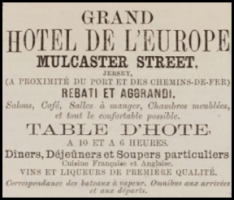 GRAND
HOTEL DE L'EUROPE
MULCASTER STREET,
JERSEY,
(A PROXIMITÉ DU PORT ET DES CHEMINS-DE-FER)
REBATI ET AGGRANDI.
Salons, Café, Salles à manger, Chambres meublées,
et tout le confortable possible.
TABLE D'HOTE,
A 10 ET A 6 HEURES.
Diners, Déjeûners et Soupers particuliers
Cuisine Française et Anglaise.
VINS ET LIQUEURS DE PREMIÈRE QUALITÉ.
Correspondance des bateaux à vapeur. Omnibus aux arrivées
et aux départs.